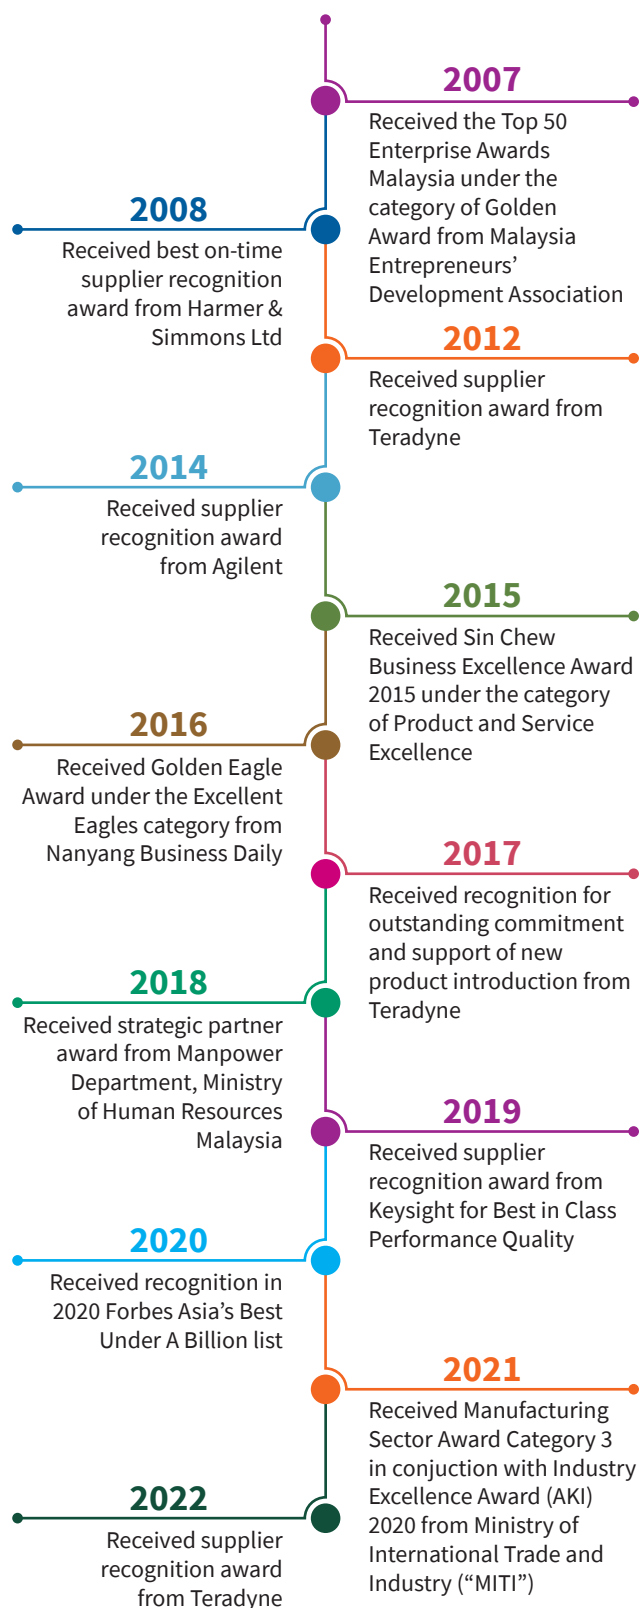 2007
Received the Top 50
Enterprise Awards
Malaysia under the
category of Golden
Award from Malaysia
Entrepreneurs’
Development Association
2008
Received best on-time
supplier recognition
award from Harmer &
Simmons Ltd
2012
Received supplier
recognition award from
Teradyne
2014
Received supplier
recognition award
from Agilent
2015
Received Sin Chew
Business Excellence Award
2015 under the category
of Product and Service
Excellence
2016
Received Golden Eagle
Award under the Excellent
Eagles category from
Nanyang Business Daily
2017
Received recognition for
outstanding commitment
and support of new
product introduction from
Teradyne
2018
Received strategic partner
award from Manpower
Department, Ministry
of Human Resources
Malaysia
2019
Received supplier
recognition award from
Keysight for Best in Class
Performance Quality
2020
Received recognition in
2020 Forbes Asia’s Best
Under A Billion list
2021
Received Manufacturing
Sector Award Category 3
in conjuction with Industry
Excellence Award (AKI)
2020 from Ministry of
International Trade and
Industry (“MITI”)
2022
Received supplier
recognition award
from Teradyne